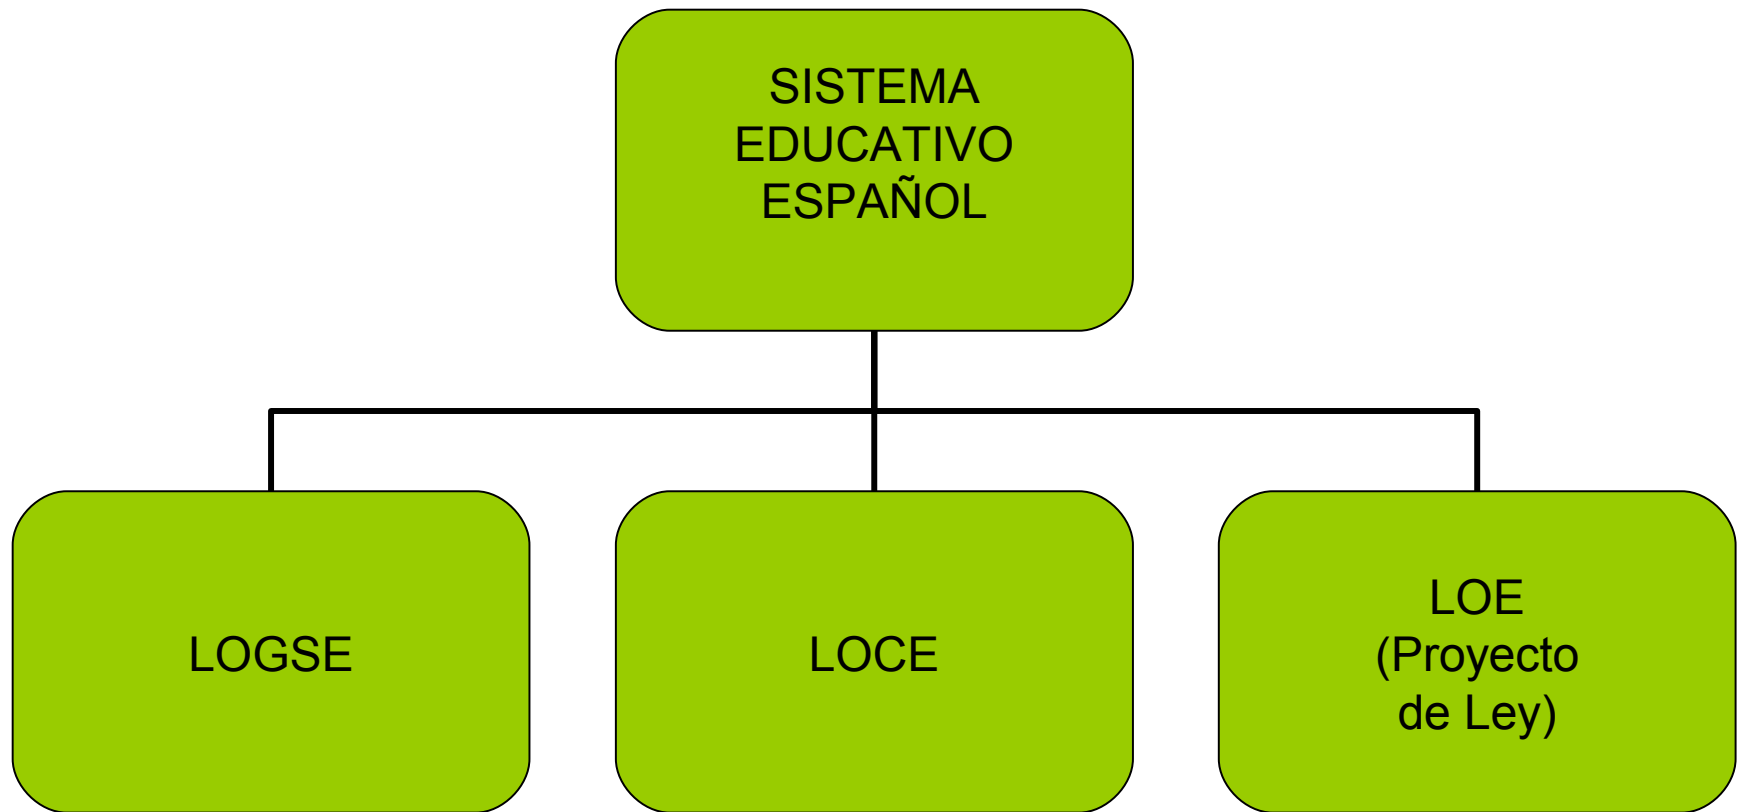 SISTEMA
EDUCATIVO
ESPAÑOL
LOGSE
LOCE
LOE
(Proyecto
de Ley)